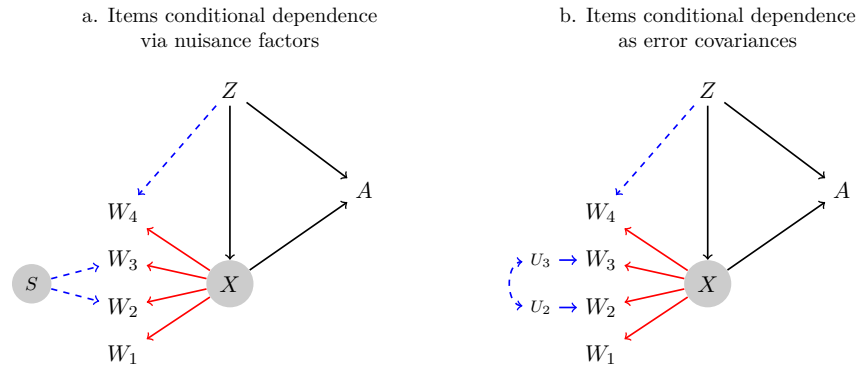 a. Items conditional dependence
via nuisance factors
Z
A
W4
W3
S
X
W2
W1
b. Items conditional dependence
as error covariances
Z
A
W4
U3
W3
X
U2
W2
W1